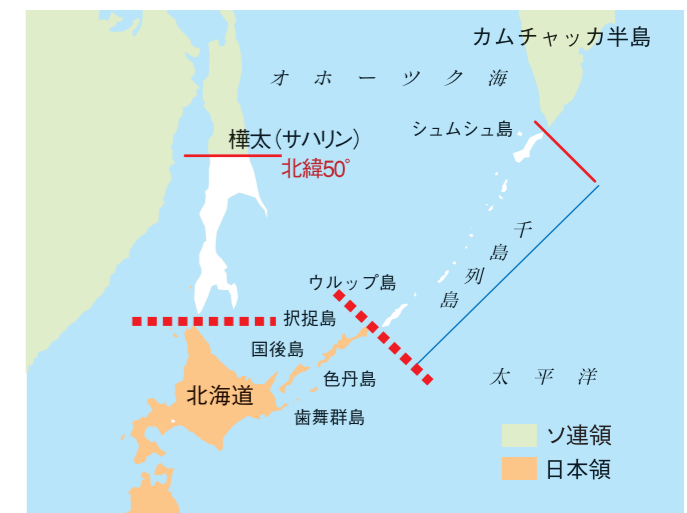 カムチャッカ半島
オホーツク海
シュムシュ島
樺太(サハリン)
北緯50°
千島列島
ウルップ島
択捉島
国後島
色丹島
太平洋
北海道
歯舞群島
ソ連領
日本領